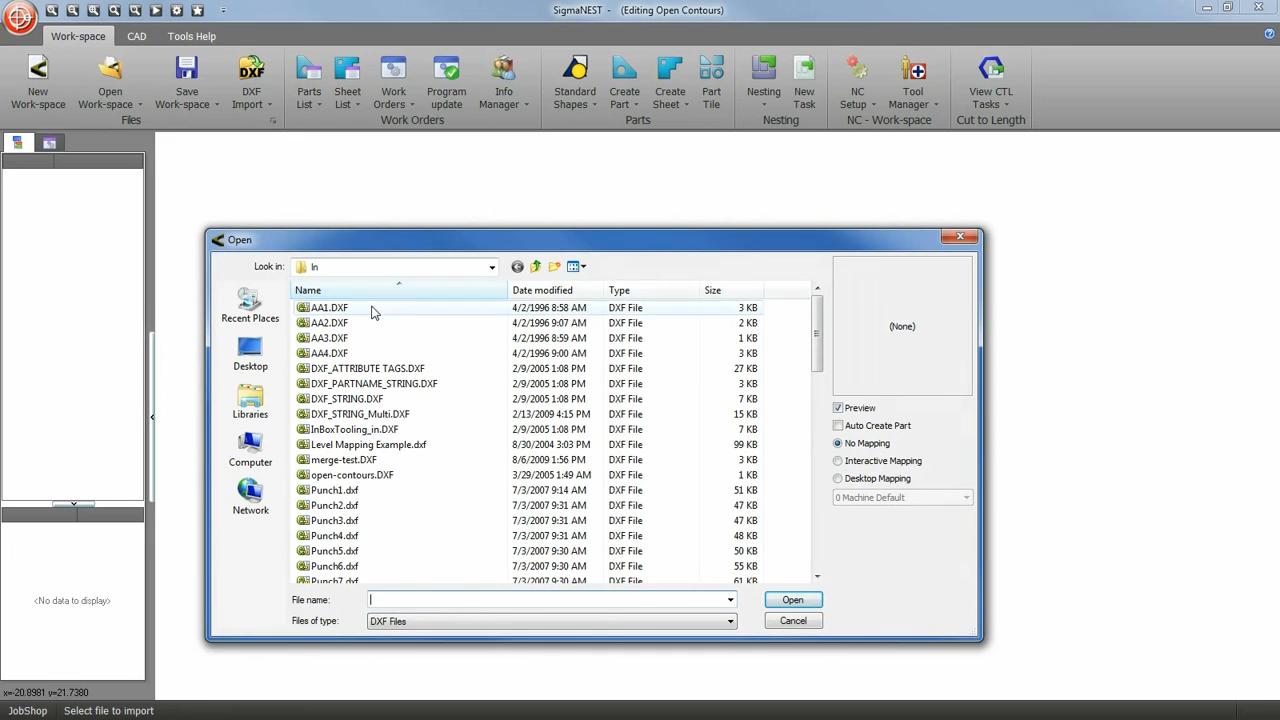 SigmaNEST - (Editing Open Contours)
Work-space CAD Tools Help
New Work-space
Open Work-space
Save Work-space
DXF
DXF Import
Parts List
Sheet List
Work Orders
Program update
Info Manager
Standard Shapes
Create Part
Create Sheet
Part Tile
Nesting
New Task
NC Setup
Tool Manager
View CTL Tasks
Files
Work Orders
Parts
Nesting
NC - Work-space
Cut to Length
Open
Look in: In
Name Date modified Type Size
AA1.DXF 4/2/1996 8:58 AM DXF File 3 KB
AA2.DXF 4/2/1996 9:07 AM DXF File 2 KB
AA3.DXF 4/2/1996 8:59 AM DXF File 1 KB
AA4.DXF 4/2/1996 9:00 AM DXF File 3 KB
DXF_ATTRIBUTE TAGS.DXF 2/9/2005 1:08 PM DXF File 27 KB
DXF_PARTNAME_STRING.DXF 2/9/2005 1:08 PM DXF File 3 KB
DXF_STRING.DXF 2/9/2005 1:08 PM DXF File 7 KB
DXF_STRING_Multi.DXF 2/13/2009 4:15 PM DXF File 15 KB
InBoxTooling_in.DXF 2/9/2005 1:08 PM DXF File 7 KB
Level Mapping Example.dxf 8/30/2004 3:03 PM DXF File 99 KB
merge-test.DXF 8/6/2009 1:56 PM DXF File 3 KB
open-contours.DXF 3/29/2005 1:49 AM DXF File 1 KB
Punch1.dxf 7/3/2007 9:14 AM DXF File 51 KB
Punch2.dxf 7/3/2007 9:31 AM DXF File 47 KB
Punch3.dxf 7/3/2007 9:31 AM DXF File 47 KB
Punch4.dxf 7/3/2007 9:31 AM DXF File 48 KB
Punch5.dxf 7/3/2007 9:30 AM DXF File 50 KB
Punch6.dxf 7/3/2007 9:30 AM DXF File 55 KB
Punch7.dxf 7/3/2007 9:30 AM DXF File 61 KB
Recent Places
Desktop
Libraries
Computer
Network
(None)
Preview
Auto Create Part
No Mapping
Interactive Mapping
Desktop Mapping
0 Machine Default
File name: Open
Files of type: DXF Files Cancel
<No data to display>
x=-20.8981 y=21.7380
JobShop Select file to import